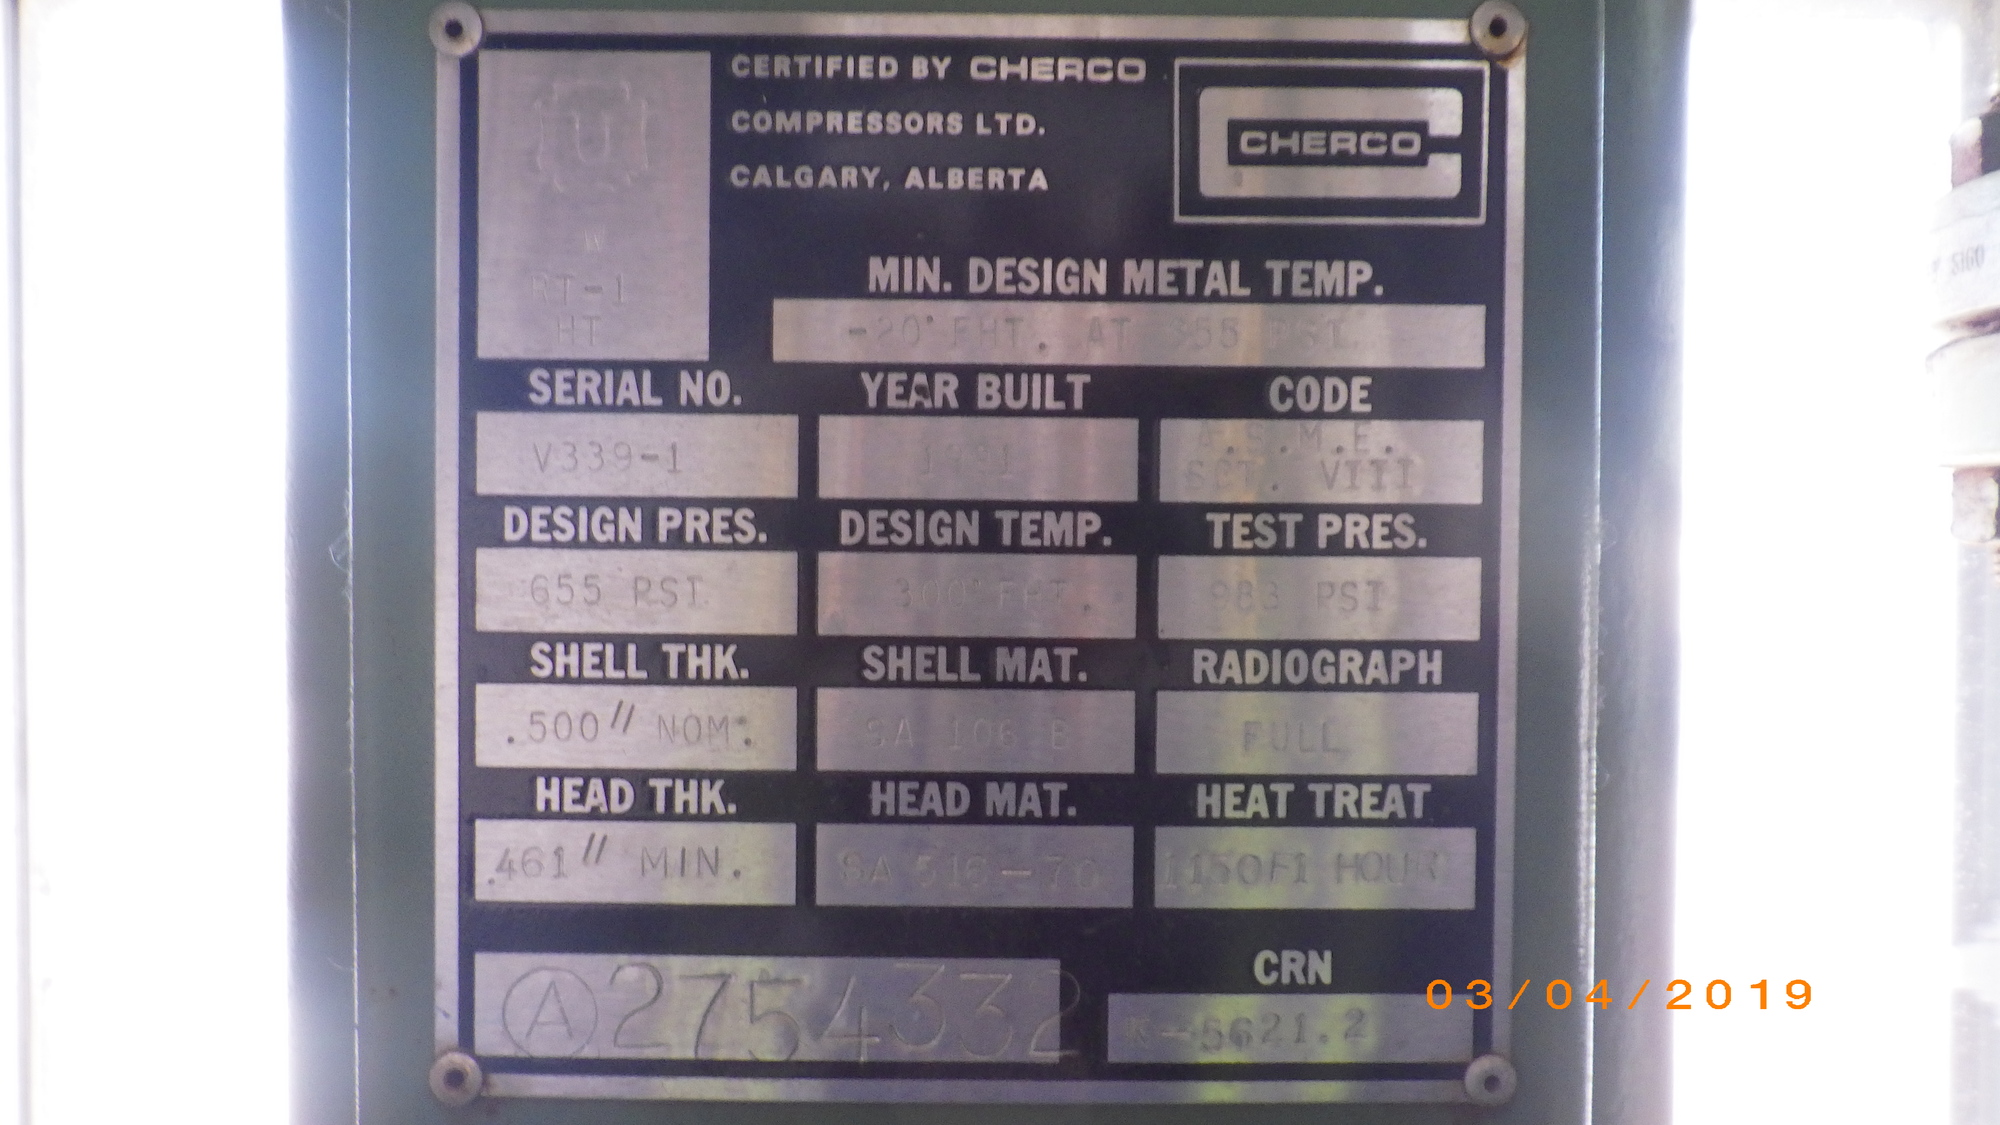 CERTIFIED BY CHERCO
COMPRESSORS LTD.
CALGARY, ALBERTA
CHERCO
U
W
RT-1
HT
MIN. DESIGN METAL TEMP.
-20° FHT. AT 655 PSI
SERIAL NO. YEAR BUILT CODE
V339-1 A.S.M.E.
SCT. VIII
DESIGN PRES. DESIGN TEMP. TEST PRES.
655 PSI 300° FHT. 983 PSI
SHELL THK. SHELL MAT. RADIOGRAPH
.500" NOM. SA 106 B FULL
HEAD THK. HEAD MAT. HEAT TREAT
.461" MIN. SA 516-70 1150F1 HOUR
CRN
A 2754332 K-5621.2
03/04/2019
S160